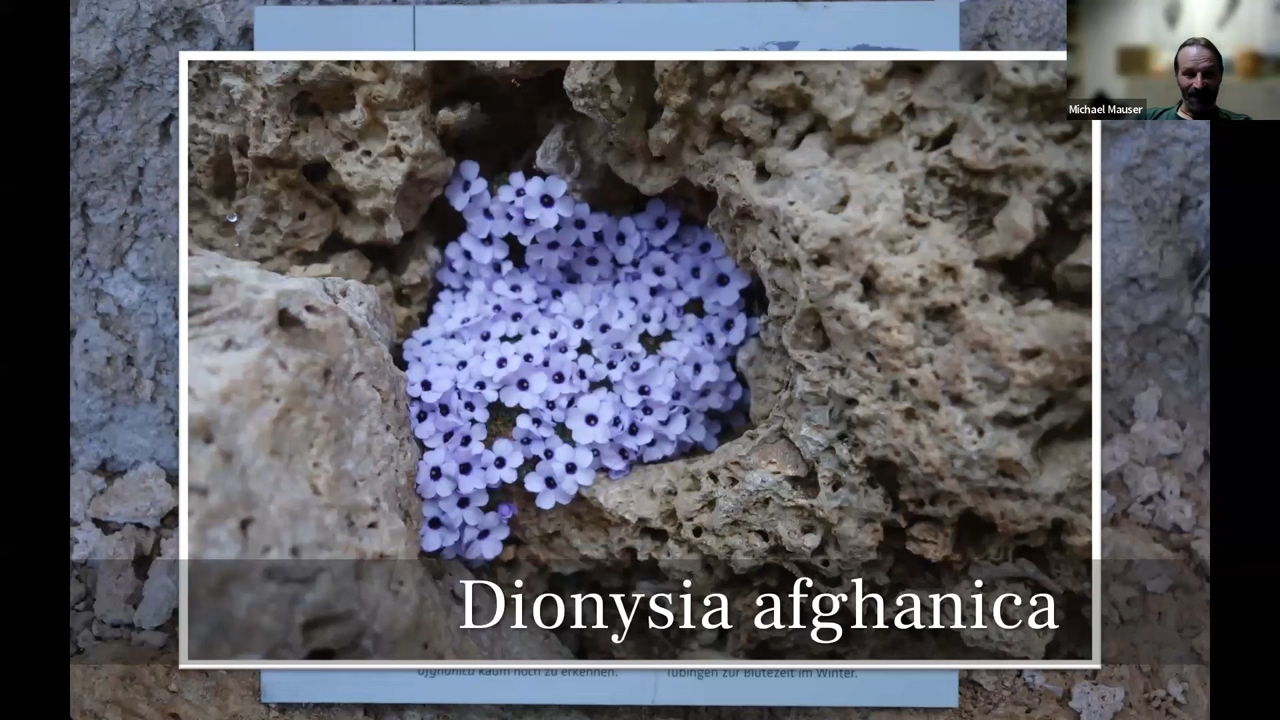 Michael Mauser
Dionysia afghanica
afghanica kaum noch zu erkennen.
Tübingen zur Blütezeit im Winter.